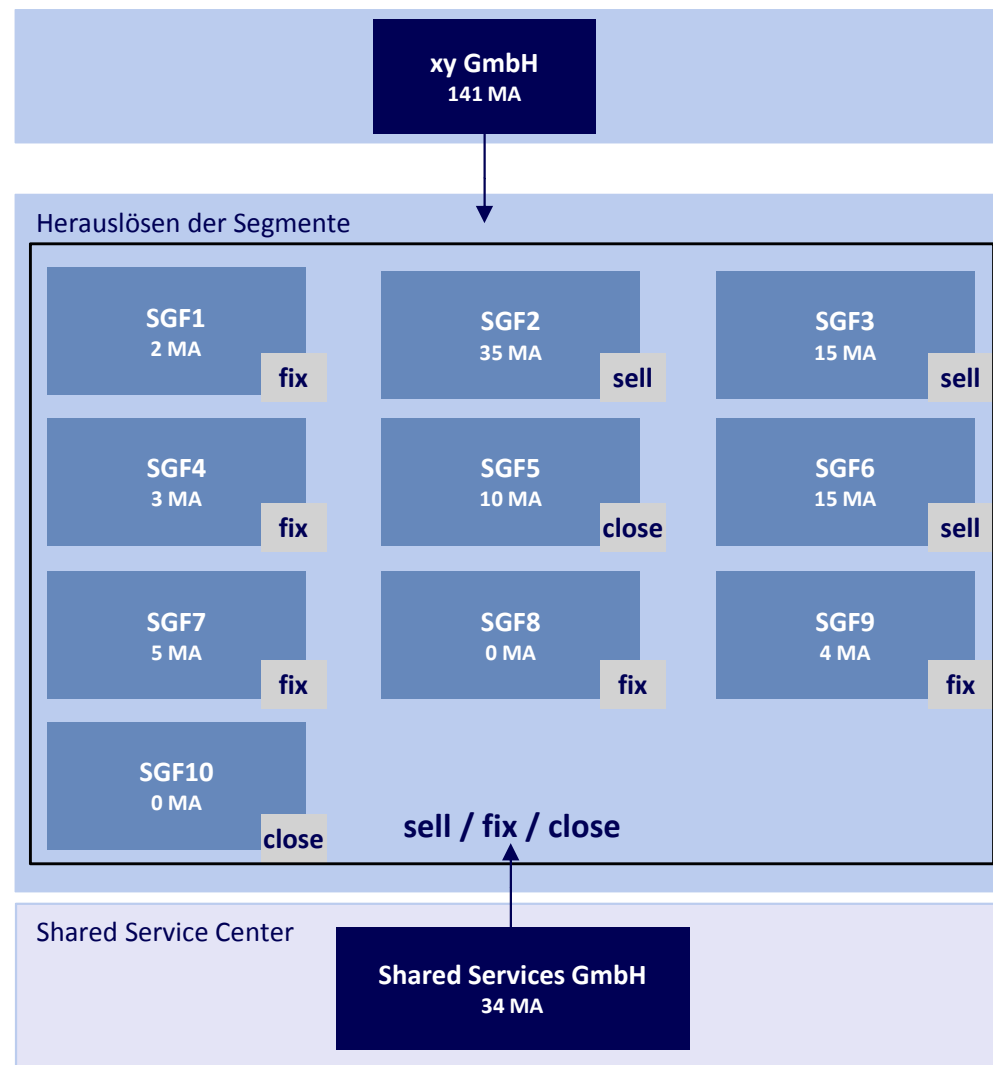 xy GmbH
141 MA
Herauslösen der Segmente
SGF1
2 MA
fix
SGF2
35 MA
sell
SGF3
15 MA
sell
SGF4
3 MA
fix
SGF5
10 MA
close
SGF6
15 MA
sell
SGF7
5 MA
fix
SGF8
0 MA
fix
SGF9
4 MA
fix
SGF10
0 MA
close
sell / fix / close
Shared Service Center
Shared Services GmbH
34 MA